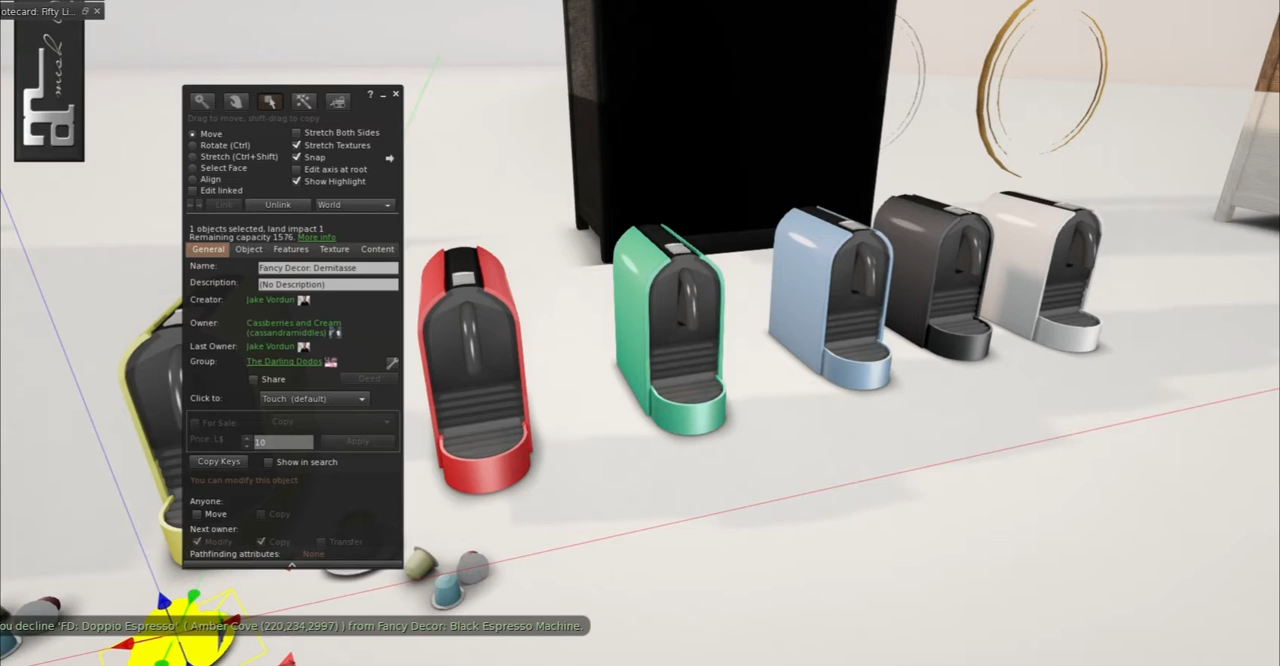 otecard: Fifty Li...
mesh
Drag to move, shift-drag to copy
Move
Rotate (Ctrl)
Stretch (Ctrl+Shift)
Select Face
Align
Edit linked
Stretch Both Sides
Stretch Textures
Snap
Edit axis at root
Show Highlight
Link
Unlink
World
1 objects selected, land impact 1
Remaining capacity 1576. More info
General Object Features Texture Content
Name: Fancy Decor: Demitasse
Description: (No Description)
Creator: Jake Vordun
Owner: Cassberries and Cream
(cassandramiddles)
Last Owner: Jake Vordun
Group: The Darling Dodos
Share Deed
Click to: Touch (default)
For Sale: Copy
Price: L$ 10 Apply
Copy Keys Show in search
You can modify this object
Anyone:
Move Copy
Next owner:
Modify Copy Transfer
Pathfinding attributes: None
ou decline 'FD: Doppio Espresso' ( Amber Cove (220,234,2997) ) from Fancy Decor: Black Espresso Machine.